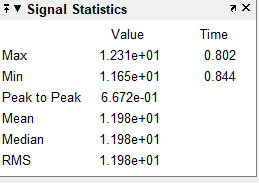 Signal Statistics
Value Time
Max 1.231e+01 0.802
Min 1.165e+01 0.844
Peak to Peak 6.672e-01
Mean 1.198e+01
Median 1.198e+01
RMS 1.198e+01